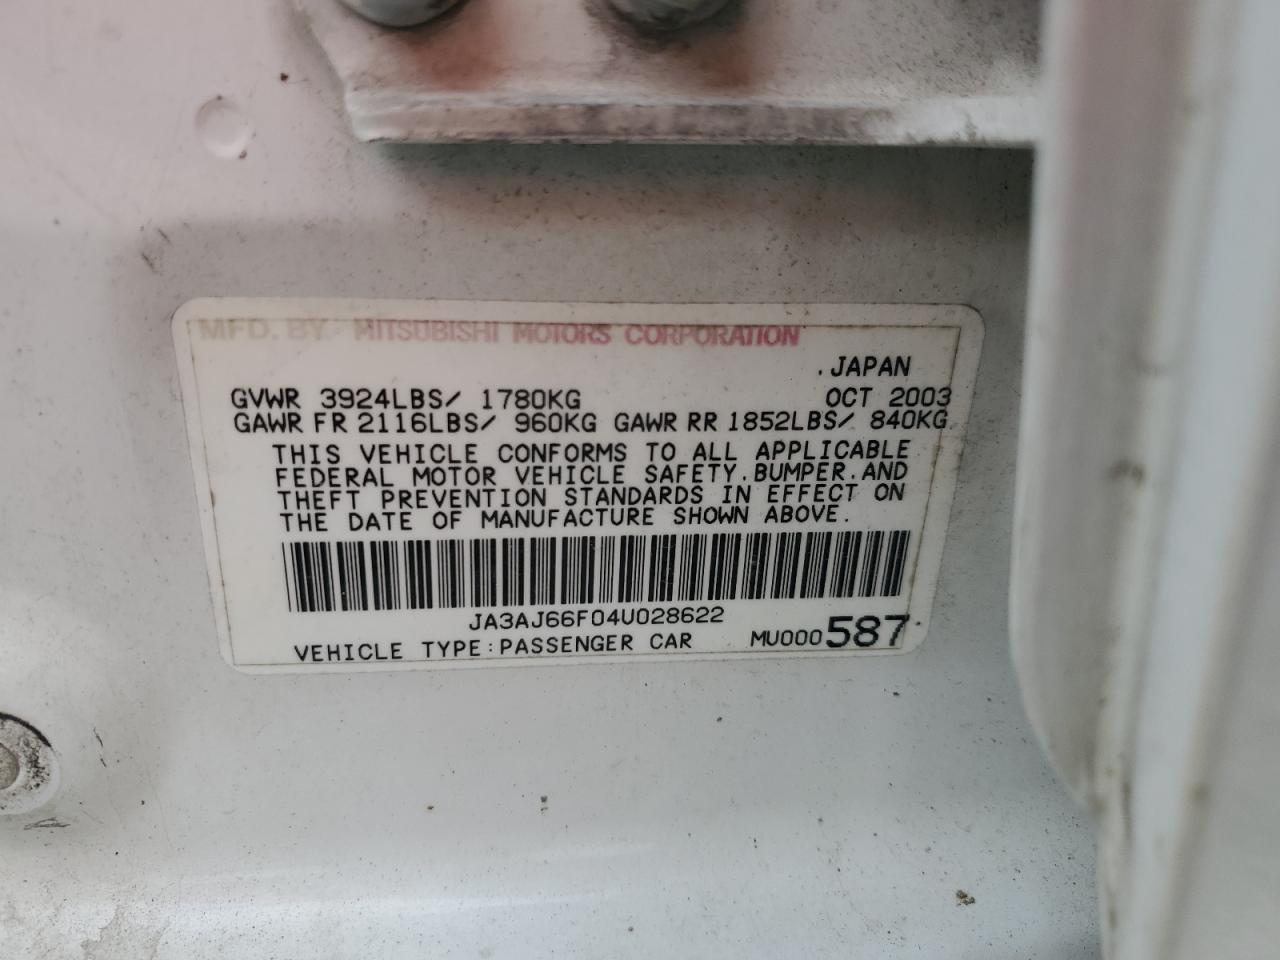 MFD. BY MITSUBISHI MOTORS CORPORATION
.JAPAN
GVWR 3924LBS/ 1780KG OCT 2003
GAWR FR 2116LBS/ 960KG GAWR RR 1852LBS/ 840KG
THIS VEHICLE CONFORMS TO ALL APPLICABLE
FEDERAL MOTOR VEHICLE SAFETY.BUMPER.AND
THEFT PREVENTION STANDARDS IN EFFECT ON
THE DATE OF MANUFACTURE SHOWN ABOVE.
JA3AJ66F04U028622
VEHICLE TYPE:PASSENGER CAR MU000587